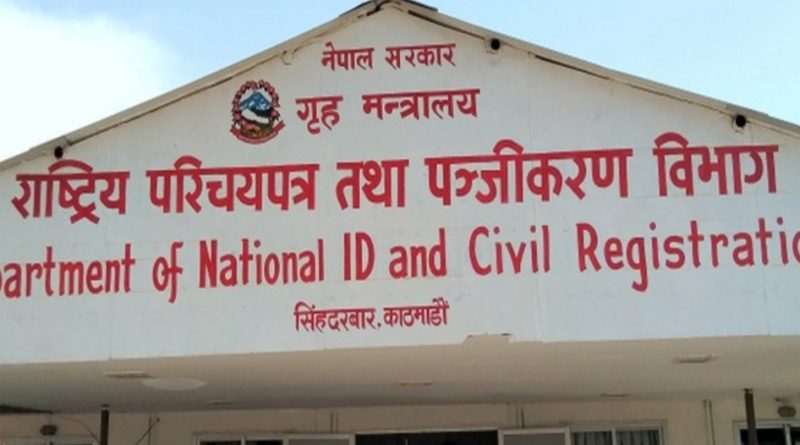 नेपाल सरकार
गृह मन्त्रालय
राष्ट्रिय परिचयपत्र तथा पञ्जीकरण विभाग
partment of National ID and Civil Registratio
सिंहदरबार, काठमाडौं